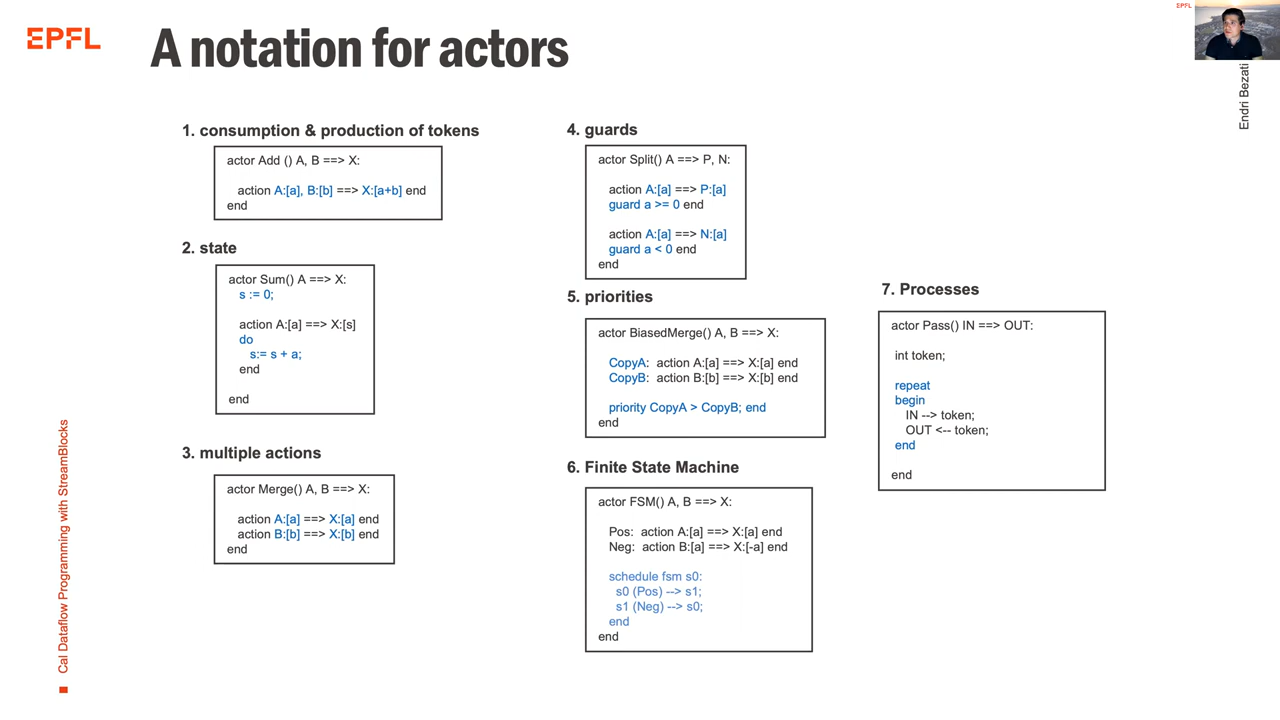 EPFL
A notation for actors
EPFL
Endri Bezati
1. consumption & production of tokens
actor Add () A, B ==> X:
action A:[a], B:[b] ==> X:[a+b] end
end
2. state
actor Sum() A ==> X:
s := 0;
action A:[a] ==> X:[s]
do
s:= s + a;
end
end
3. multiple actions
actor Merge() A, B ==> X:
action A:[a] ==> X:[a] end
action B:[b] ==> X:[b] end
end
4. guards
actor Split() A ==> P, N:
action A:[a] ==> P:[a]
guard a >= 0 end
action A:[a] ==> N:[a]
guard a < 0 end
end
5. priorities
actor BiasedMerge() A, B ==> X:
CopyA: action A:[a] ==> X:[a] end
CopyB: action B:[b] ==> X:[b] end
priority CopyA > CopyB; end
end
6. Finite State Machine
actor FSM() A, B ==> X:
Pos: action A:[a] ==> X:[a] end
Neg: action B:[a] ==> X:[-a] end
schedule fsm s0:
s0 (Pos) --> s1;
s1 (Neg) --> s0;
end
end
7. Processes
actor Pass() IN ==> OUT:
int token;
repeat
begin
IN --> token;
OUT <-- token;
end
end
Cal Dataflow Programming with StreamBlocks